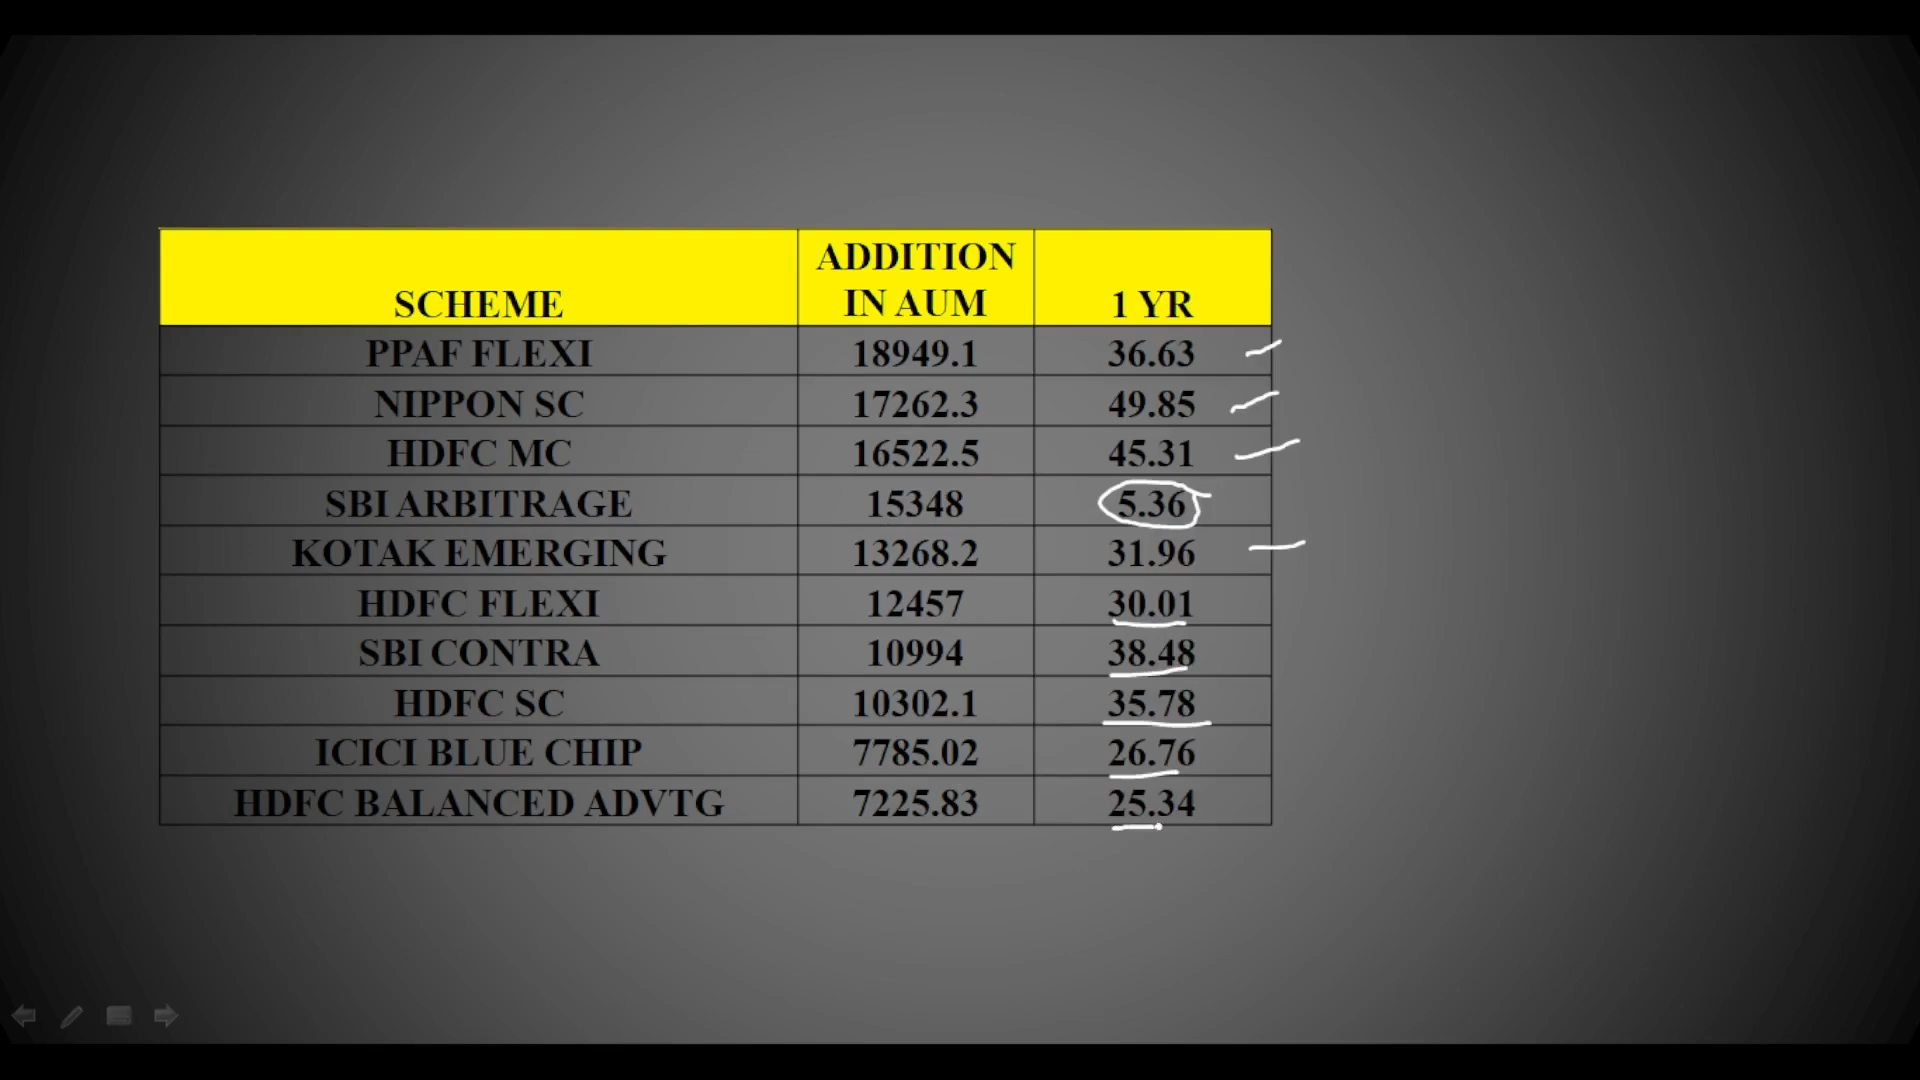 SCHEME ADDITION IN AUM 1 YR
PPAF FLEXI 18949.1 36.63
NIPPON SC 17262.3 49.85
HDFC MC 16522.5 45.31
SBI ARBITRAGE 15348 5.36
KOTAK EMERGING 13268.2 31.96
HDFC FLEXI 12457 30.01
SBI CONTRA 10994 38.48
HDFC SC 10302.1 35.78
ICICI BLUE CHIP 7785.02 26.76
HDFC BALANCED ADVTG 7225.83 25.34